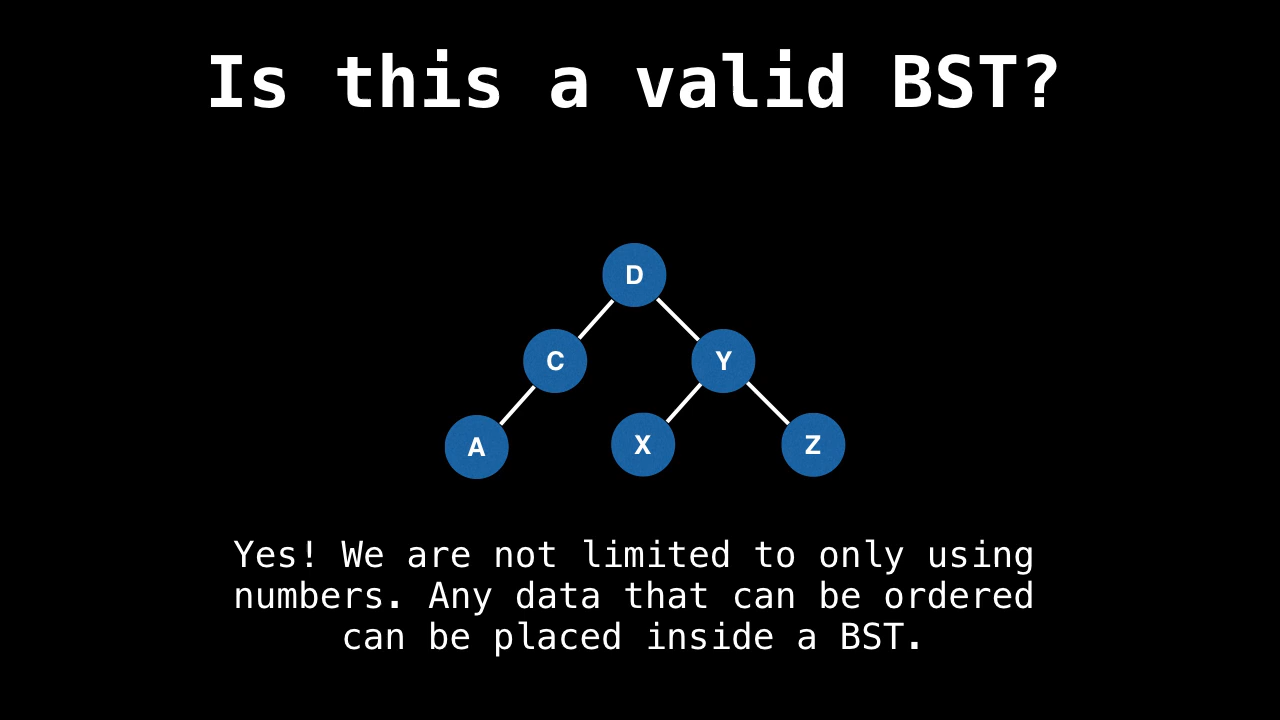 Is this a valid BST?
D
C
Y
A
X
Z
Yes! We are not limited to only using
numbers. Any data that can be ordered
can be placed inside a BST.